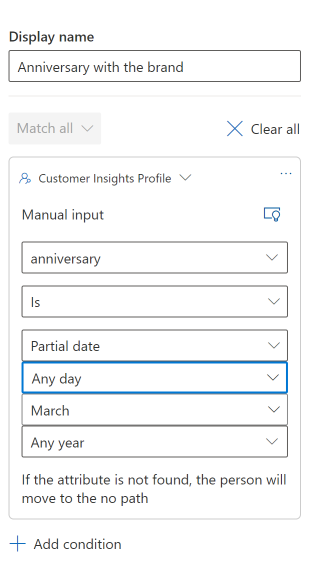 Display name
Anniversary with the brand
Match all
Clear all
Customer Insights Profile
...
Manual input
anniversary
Is
Partial date
Any day
March
Any year
If the attribute is not found, the person will
move to the no path
Add condition